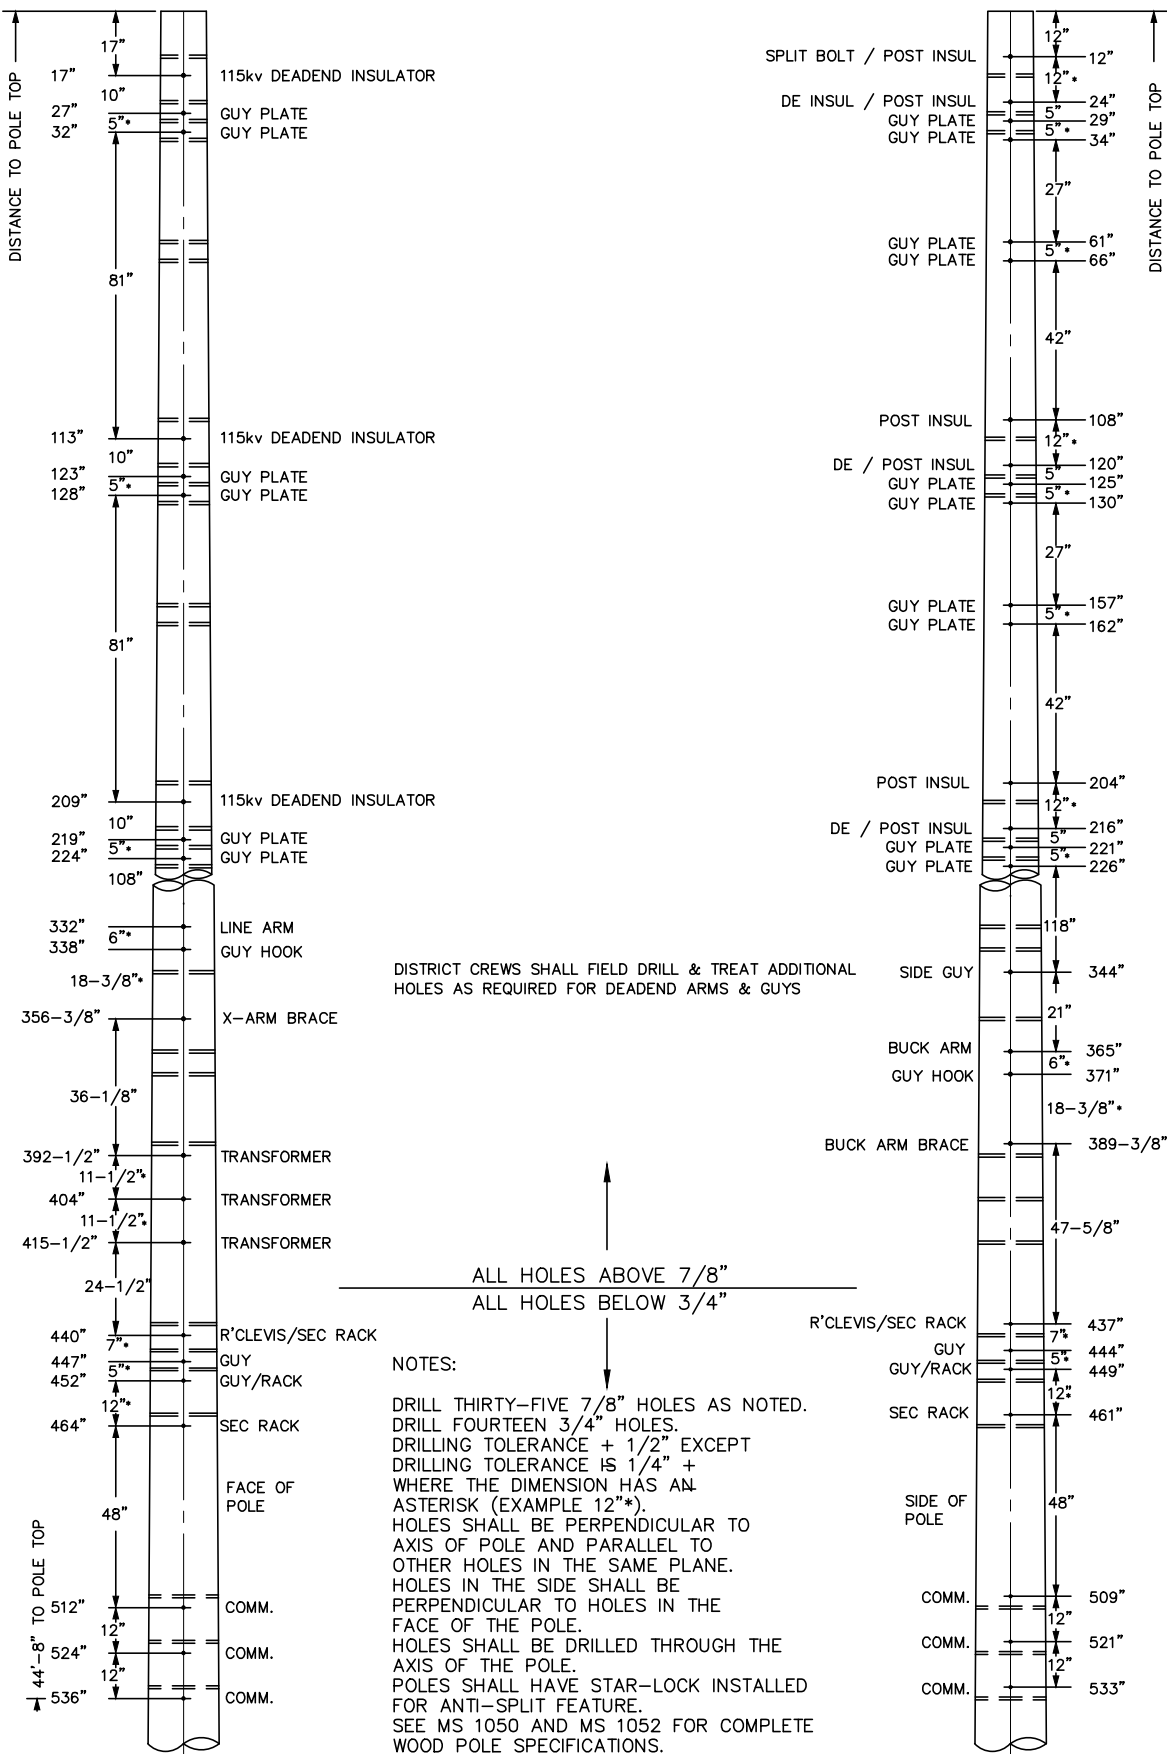 DISTANCE TO POLE TOP
17"
17"
115kv DEADEND INSULATOR
10"
27"
GUY PLATE
5"*
32"
GUY PLATE
81"
113"
115kv DEADEND INSULATOR
10"
123"
GUY PLATE
5"*
128"
GUY PLATE
81"
209"
115kv DEADEND INSULATOR
10"
219"
GUY PLATE
5"*
224"
GUY PLATE
108"
332"
LINE ARM
6"*
338"
GUY HOOK
18-3/8"*
356-3/8"
X-ARM BRACE
36-1/8"
392-1/2"
TRANSFORMER
11-1/2"*
404"
TRANSFORMER
11-1/2"*
415-1/2"
TRANSFORMER
24-1/2"
440"
R'CLEVIS/SEC RACK
7"*
447"
GUY
5"*
452"
GUY/RACK
12"*
464"
SEC RACK
FACE OF
POLE
48"
512"
COMM.
12"
524"
COMM.
12"
536"
COMM.
44'-8" TO POLE TOP
DISTRICT CREWS SHALL FIELD DRILL & TREAT ADDITIONAL
HOLES AS REQUIRED FOR DEADEND ARMS & GUYS
ALL HOLES ABOVE 7/8"
ALL HOLES BELOW 3/4"
NOTES:
DRILL THIRTY-FIVE 7/8" HOLES AS NOTED.
DRILL FOURTEEN 3/4" HOLES.
DRILLING TOLERANCE + 1/2" EXCEPT
DRILLING TOLERANCE IS 1/4" +
WHERE THE DIMENSION HAS AN
ASTERISK (EXAMPLE 12"*).
HOLES SHALL BE PERPENDICULAR TO
AXIS OF POLE AND PARALLEL TO
OTHER HOLES IN THE SAME PLANE.
HOLES IN THE SIDE SHALL BE
PERPENDICULAR TO HOLES IN THE
FACE OF THE POLE.
HOLES SHALL BE DRILLED THROUGH THE
AXIS OF THE POLE.
POLES SHALL HAVE STAR-LOCK INSTALLED
FOR ANTI-SPLIT FEATURE.
SEE MS 1050 AND MS 1052 FOR COMPLETE
WOOD POLE SPECIFICATIONS.
DISTANCE TO POLE TOP
12"
SPLIT BOLT / POST INSUL
12"
12"*
DE INSUL / POST INSUL
24"
5"
GUY PLATE
29"
5"*
GUY PLATE
34"
27"
GUY PLATE
61"
5"*
GUY PLATE
66"
42"
POST INSUL
108"
12"*
DE / POST INSUL
120"
5"
GUY PLATE
125"
5"*
GUY PLATE
130"
27"
GUY PLATE
157"
5"*
GUY PLATE
162"
42"
POST INSUL
204"
12"*
DE / POST INSUL
216"
5"
GUY PLATE
221"
5"*
GUY PLATE
226"
118"
SIDE GUY
344"
21"
BUCK ARM
365"
6"*
GUY HOOK
371"
18-3/8"*
BUCK ARM BRACE
389-3/8"
47-5/8"
R'CLEVIS/SEC RACK
437"
7"*
GUY
444"
5"*
GUY/RACK
449"
12"*
SEC RACK
461"
SIDE OF
POLE
48"
COMM.
509"
12"
COMM.
521"
12"
COMM.
533"